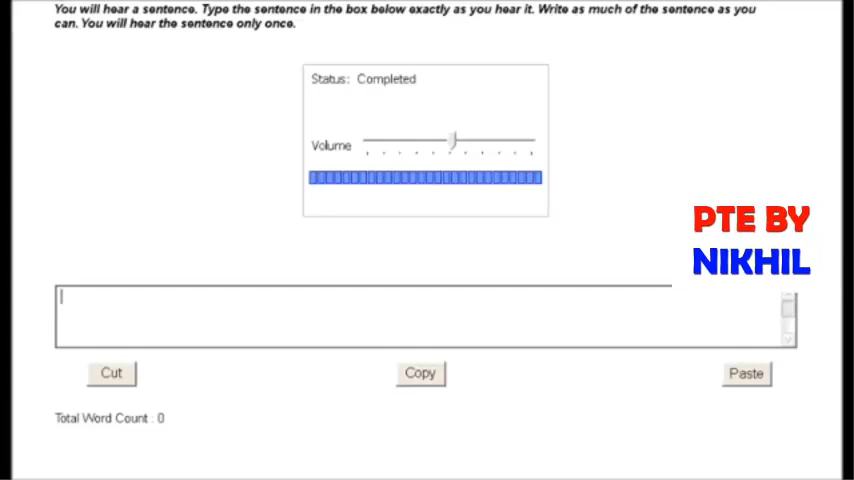 You will hear a sentence. Type the sentence in the box below exactly as you hear it. Write as much of the sentence as you
can. You will hear the sentence only once.
Status: Completed
Volume
PTE BY
NIKHIL
Cut
Copy
Paste
Total Word Count : 0